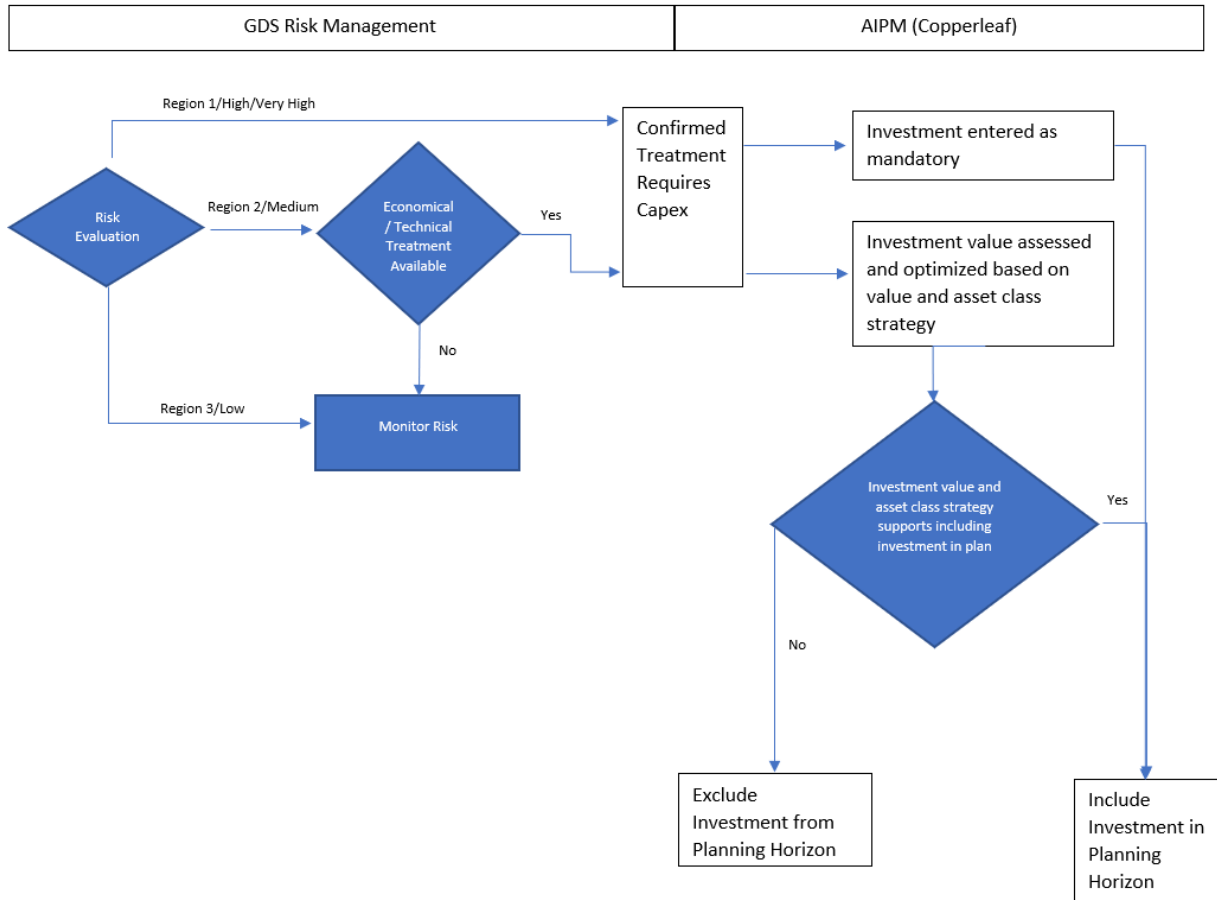 GDS Risk Management
AIPM (Copperleaf)
Region 1/High/Very High
Confirmed
Treatment
Requires
Capex
Investment entered as
mandatory
Risk
Evaluation
Region 2/Medium
Economical
/ Technical
Treatment
Available
Yes
Investment value assessed
and optimized based on
value and asset class
strategy
No
Region 3/Low
Monitor Risk
Investment value and
asset class strategy
supports including
investment in plan
Yes
No
Exclude
Investment from
Planning Horizon
Include
Investment in
Planning
Horizon